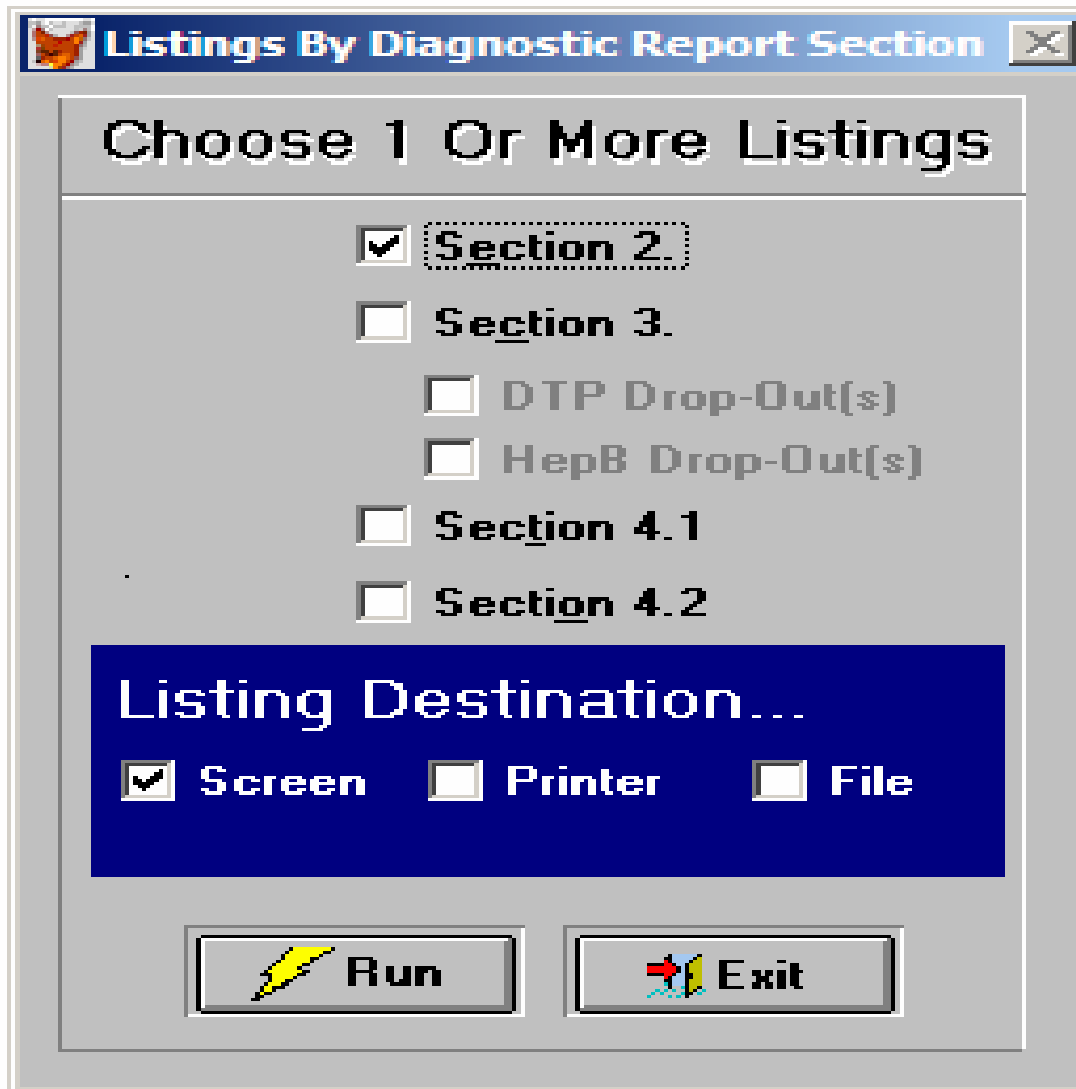 Listings By Diagnostic Report Section
Choose 1 Or More Listings
Section 2.
Section 3.
DTP Drop-Out(s)
HepB Drop-Out(s)
Section 4.1
Section 4.2
Listing Destination...
Screen Printer File
Run Exit